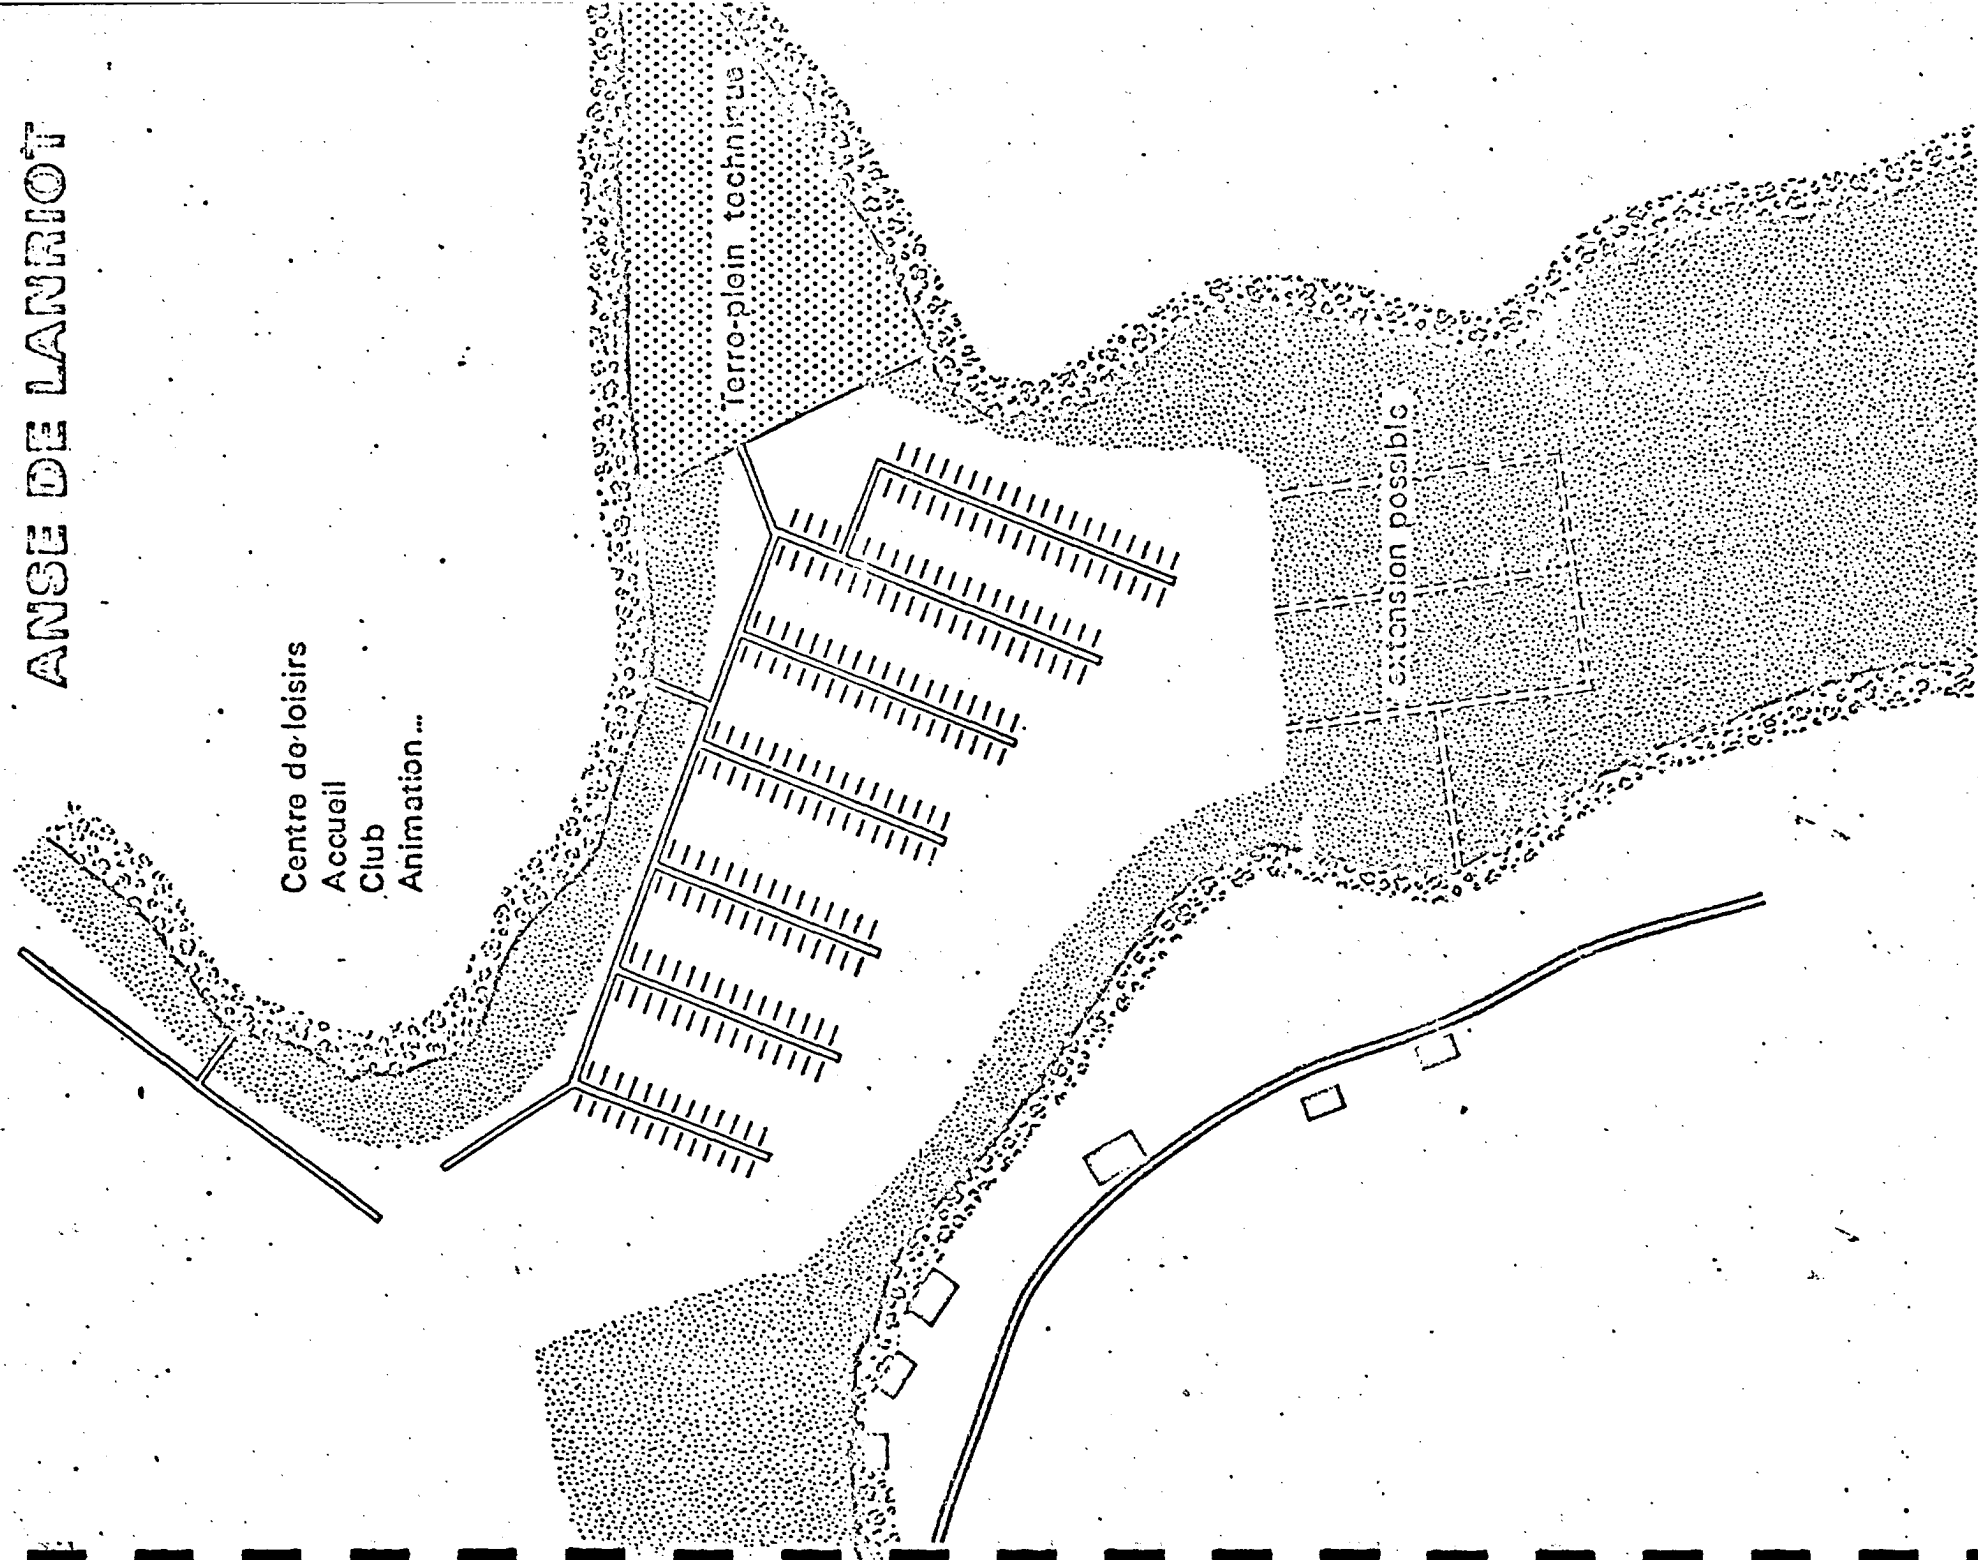 ANSE DE LANRIOT
Centre de loisirs
Accueil
Club
Animation...
Terre-plein technique
extension possible